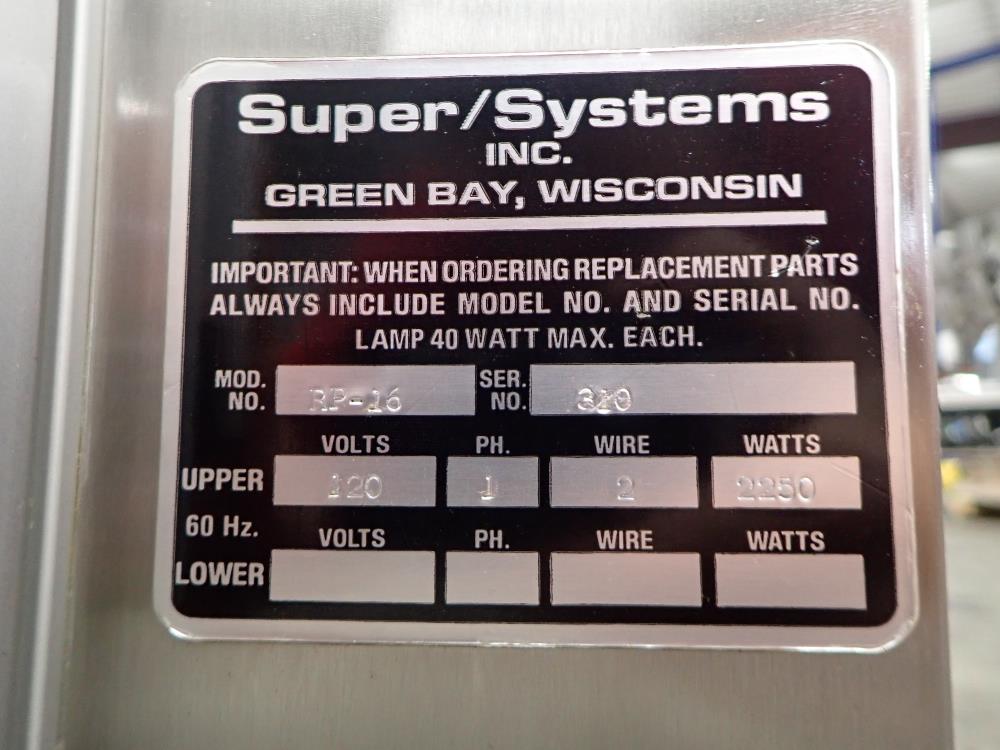 Super/Systems
INC.
GREEN BAY, WISCONSIN
IMPORTANT: WHEN ORDERING REPLACEMENT PARTS
ALWAYS INCLUDE MODEL NO. AND SERIAL NO.
LAMP 40 WATT MAX. EACH.
MOD. NO. RP-16 SER. NO.
VOLTS PH. WIRE WATTS
UPPER 120 1 2 2250
60 Hz.
VOLTS PH. WIRE WATTS
LOWER